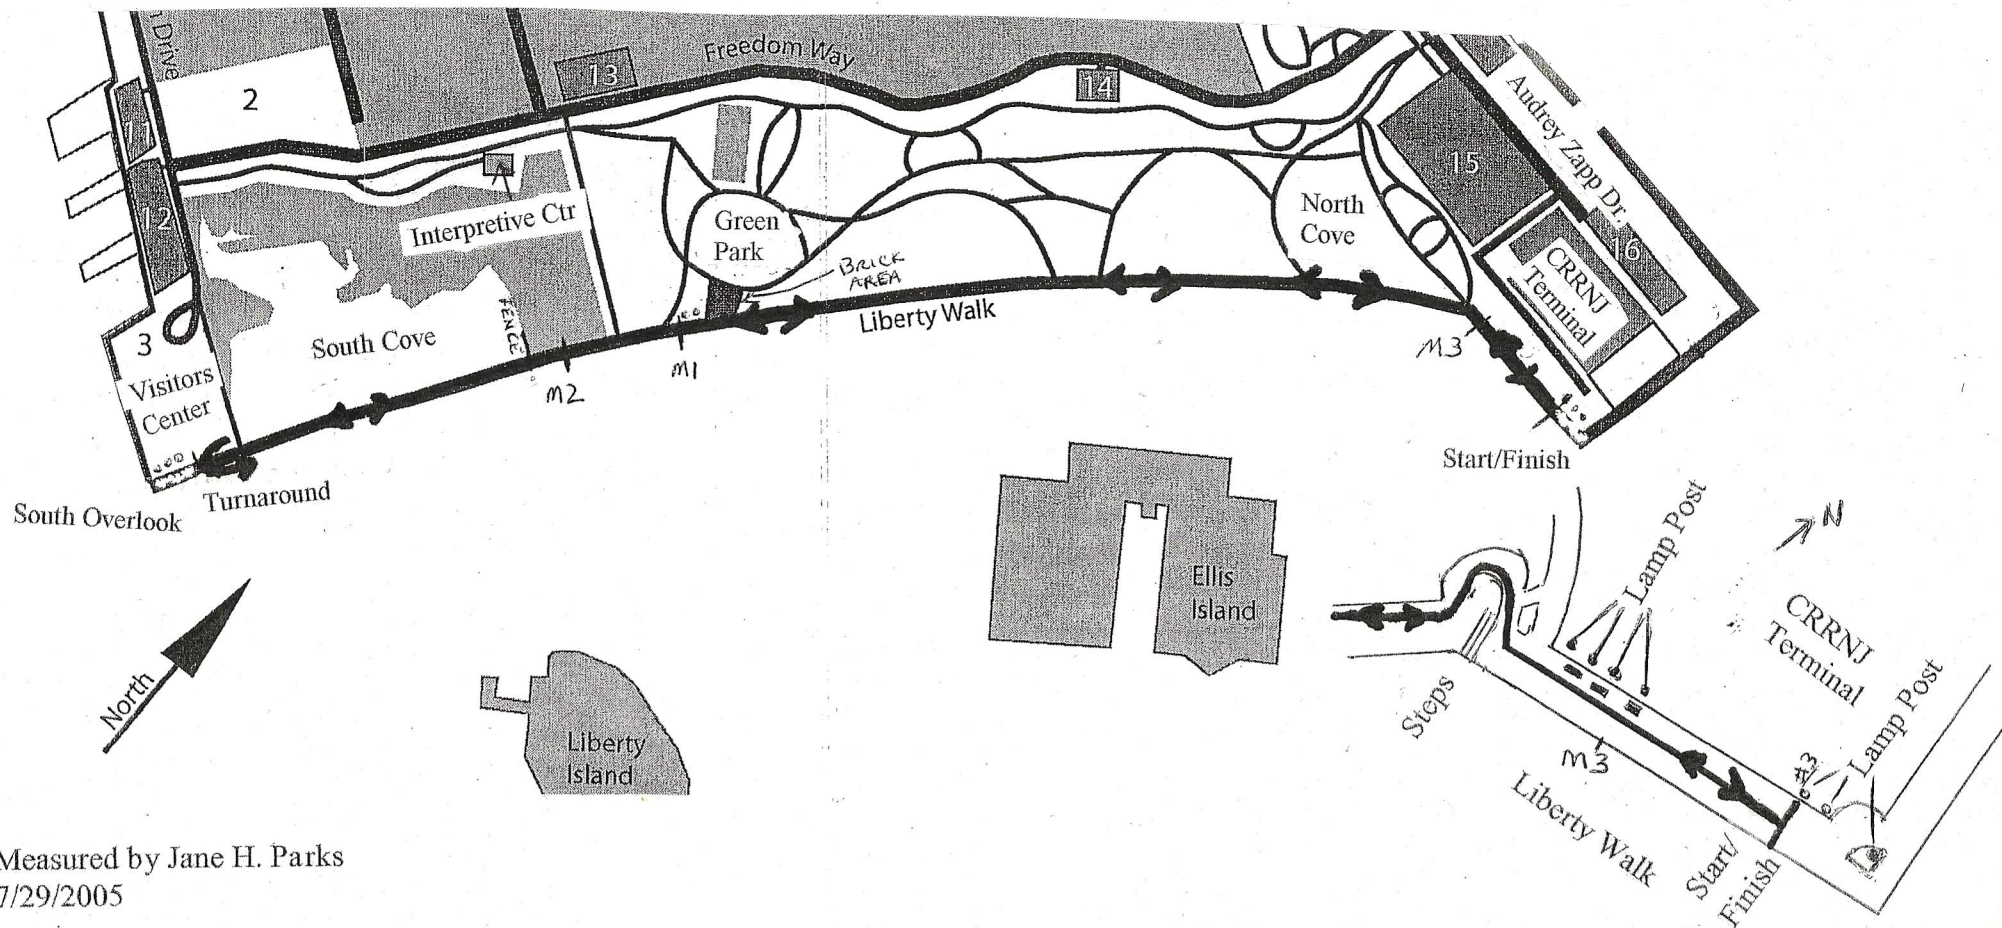 Drive
2
11
12
13
Freedom Way
14
Audrey Zapp Dr.
15
16
CRRNJ
Terminal
Interpretive Ctr
Green
Park
North
Cove
BRICK
AREA
Liberty Walk
FENCE
South Cove
3
Visitors
Center
M2
M1
M3
Start/Finish
Turnaround
South Overlook
North
Liberty
Island
Ellis
Island
Lamp Post
N
CRRNJ
Terminal
Lamp Post
Steps
M3
#3
Liberty Walk
Start/
Finish
Measured by Jane H. Parks
7/29/2005